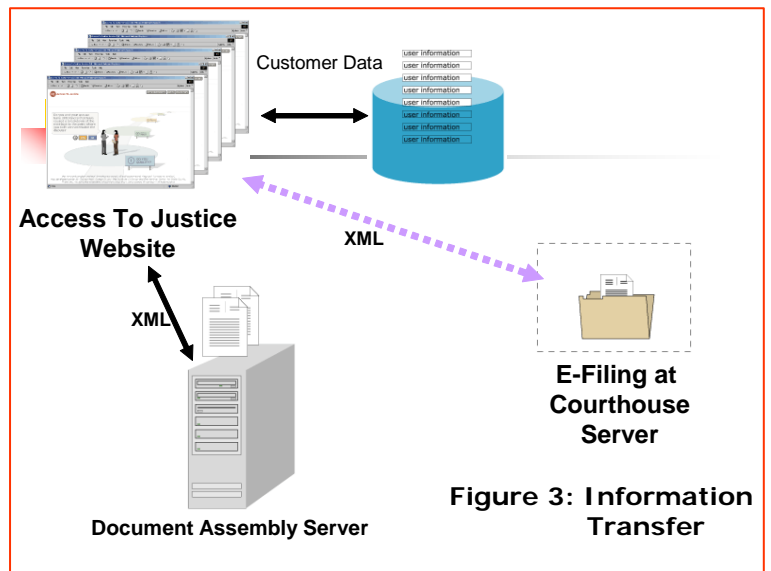 Customer Data
user information
user information
user information
user information
user information
user information
user information
user information
Access To Justice
Website
XML
XML
E-Filing at
Courthouse
Server
Document Assembly Server
Figure 3: Information
Transfer